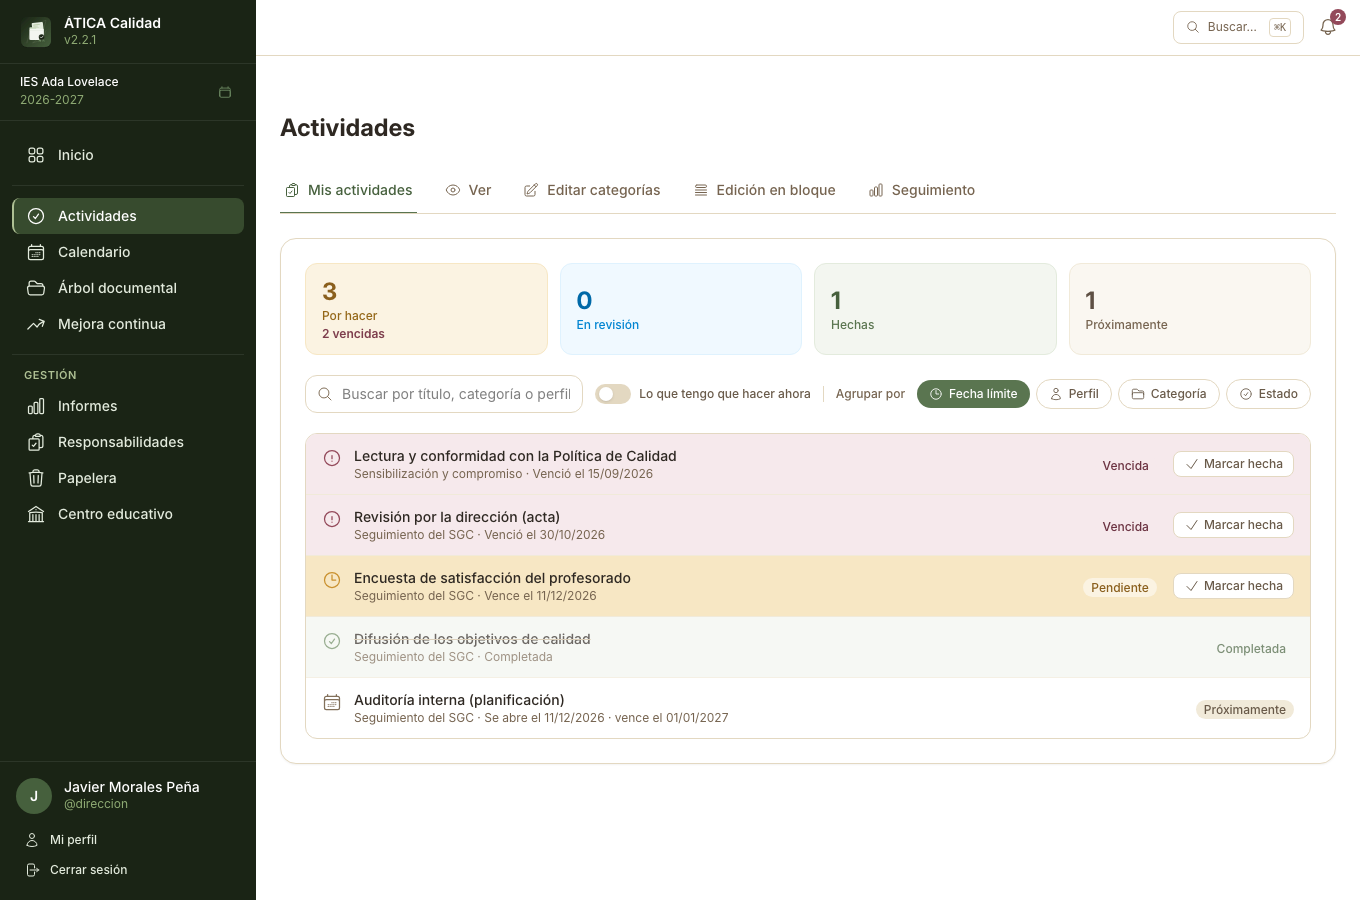 ÁTICA Calidad
v2.2.1
IES Ada Lovelace
2026-2027
Inicio
Actividades
Calendario
Árbol documental
Mejora continua
GESTIÓN
Informes
Responsabilidades
Papelera
Centro educativo
J
Javier Morales Peña
@direccion
Mi perfil
Cerrar sesión
Buscar... ⌘K
2
Actividades
Mis actividades Ver Editar categorías Edición en bloque Seguimiento
3
Por hacer
2 vencidas
0
En revisión
1
Hechas
1
Próximamente
Buscar por título, categoría o perfil Lo que tengo que hacer ahora Agrupar por Fecha límite Perfil Categoría Estado
Lectura y conformidad con la Política de Calidad
Sensibilización y compromiso · Venció el 15/09/2026
Vencida Marcar hecha
Revisión por la dirección (acta)
Seguimiento del SGC · Venció el 30/10/2026
Vencida Marcar hecha
Encuesta de satisfacción del profesorado
Seguimiento del SGC · Vence el 11/12/2026
Pendiente Marcar hecha
Difusión de los objetivos de calidad
Seguimiento del SGC · Completada
Completada
Auditoría interna (planificación)
Seguimiento del SGC · Se abre el 11/12/2026 · vence el 01/01/2027
Próximamente